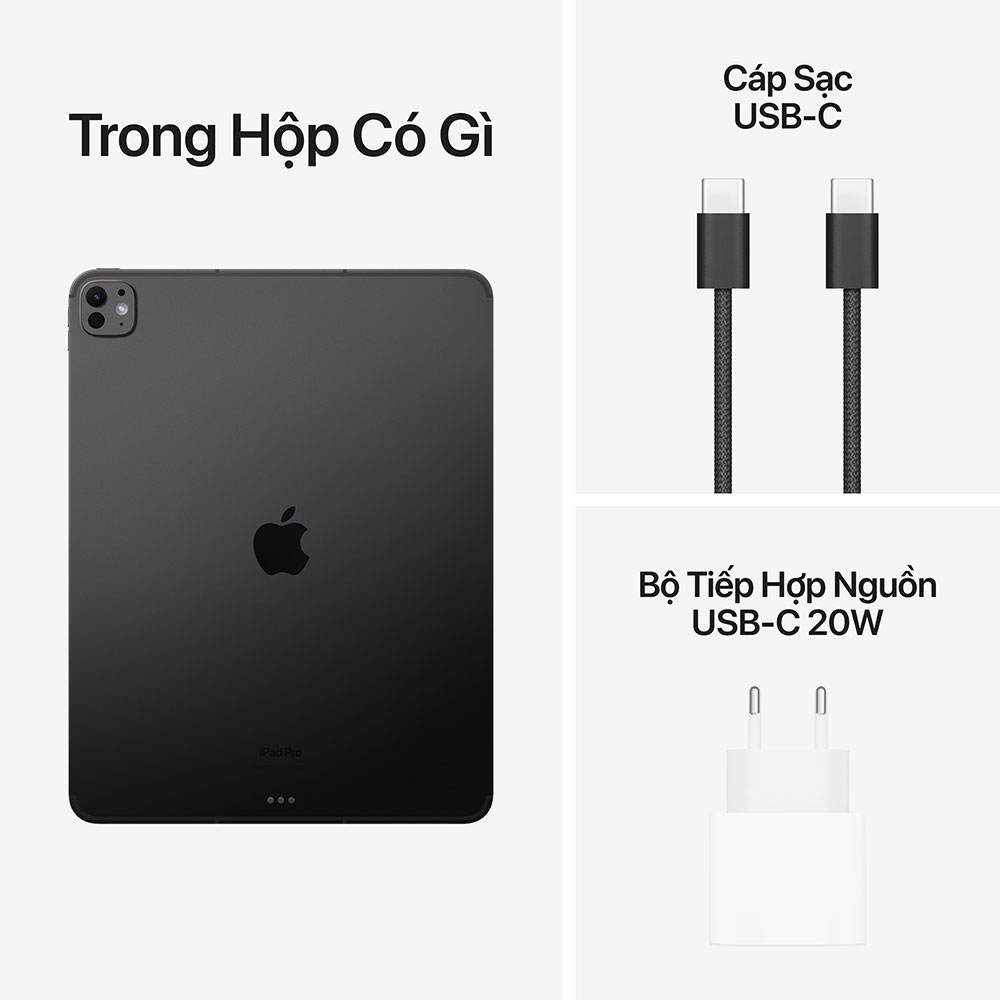 Trong Hộp Có Gì
iPad Pro
Cáp Sạc
USB-C
Bộ Tiếp Hợp Nguồn
USB-C 20W